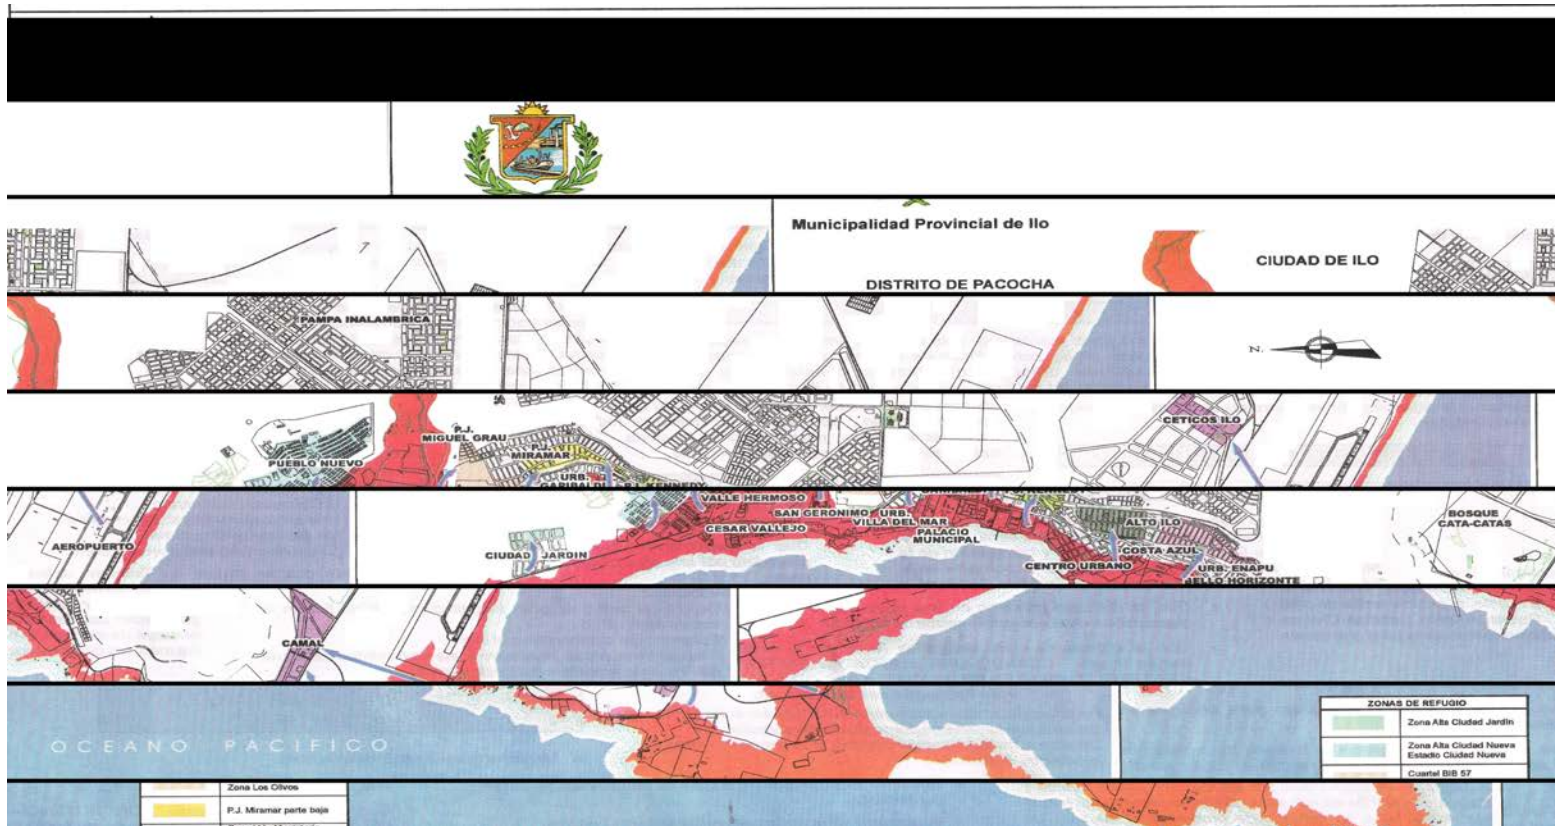 Municipalidad Provincial de Ilo
CIUDAD DE ILO
DISTRITO DE PACOCHA
PAMPA INALAMBRICA
N.
P.J.
MIGUEL GRAU
P.J.
MIRAMAR
CETICOS ILO
PUEBLO NUEVO
URB.
GARIBALDI
P.J. KENNEDY
VALLE HERMOSO
SAN GERONIMO
URB.
VILLA DEL MAR
CESAR VALLEJO
PALACIO
MUNICIPAL
ALTO ILO
BOSQUE
CATA-CATAS
AEROPUERTO
CIUDAD JARDIN
COSTA AZUL
CENTRO URBANO
URB. ENAPU
BELLO HORIZONTE
CAMAL
OCEANO PACIFICO
ZONAS DE REFUGIO
Zona Alta Ciudad Jardin
Zona Alta Ciudad Nueva
Estadio Ciudad Nueva
Cuartel BIB 57
Zona Los Olivos
P.J. Miramar parte baja